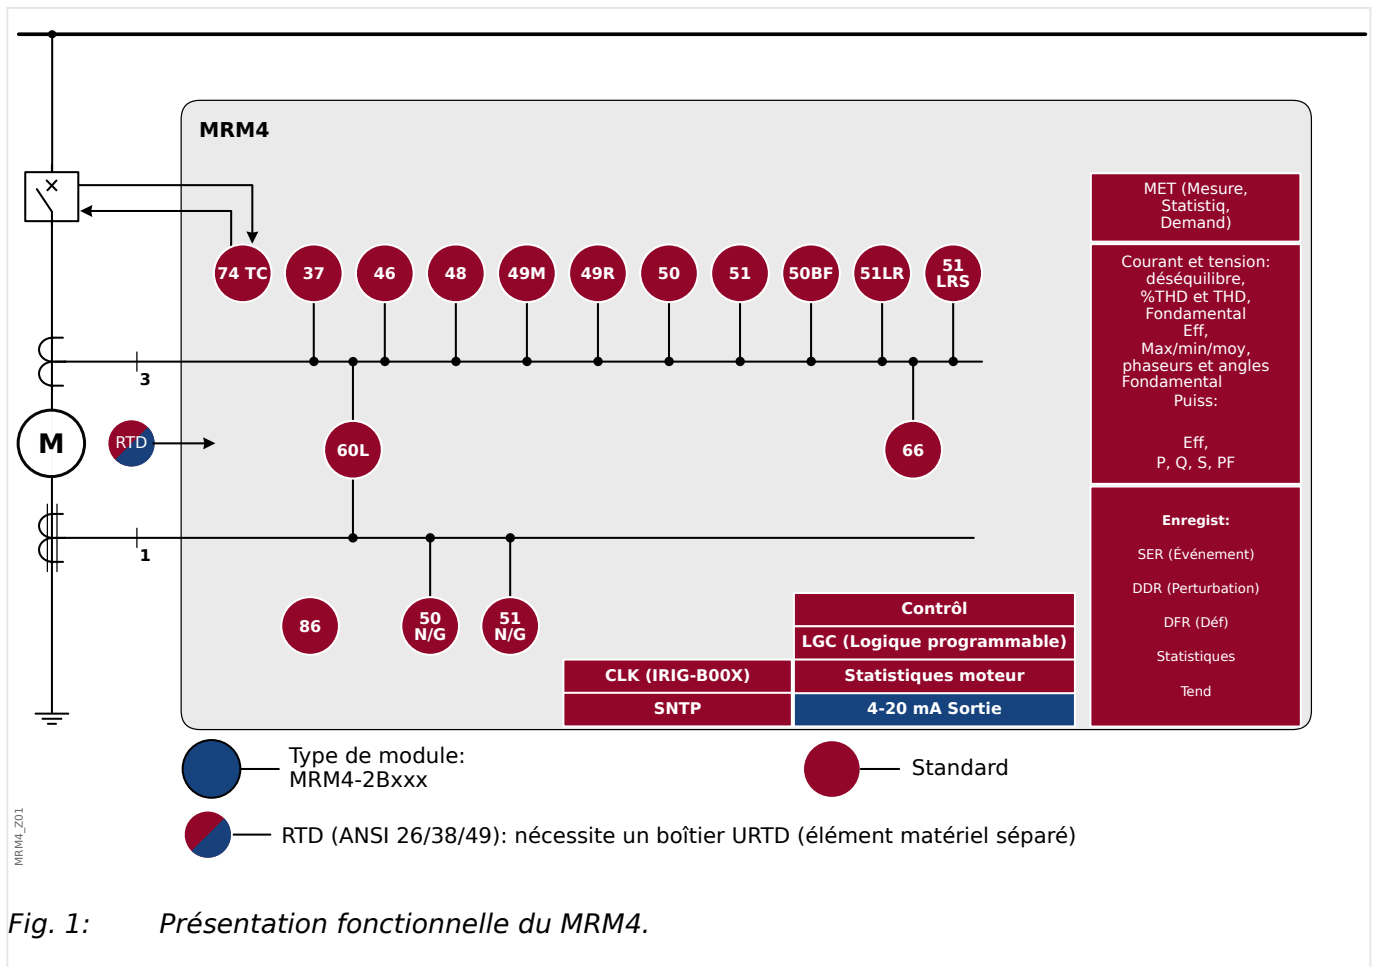 MRM4
MET (Mesure,
Statistiq,
Demand)
74 TC
37
46
48
49M
49R
50
51
50BF
51LR
51
LRS
Courant et tension:
déséquilibre,
%THD et THD,
Fondamental
Eff,
Max/min/moy,
phaseurs et angles
Fondamental
Puiss:
Eff,
P, Q, S, PF
3
M
RTD
60L
66
1
Enregist:
SER (Événement)
DDR (Perturbation)
DFR (Déf)
Statistiques
Tend
86
50
N/G
51
N/G
Contrôl
LGC (Logique programmable)
CLK (IRIG-B00X)
Statistiques moteur
SNTP
4-20 mA Sortie
Type de module:
MRM4-2Bxxx
Standard
RTD (ANSI 26/38/49): nécessite un boîtier URTD (élément matériel séparé)
MRM4_Z01
Fig. 1: Présentation fonctionnelle du MRM4.